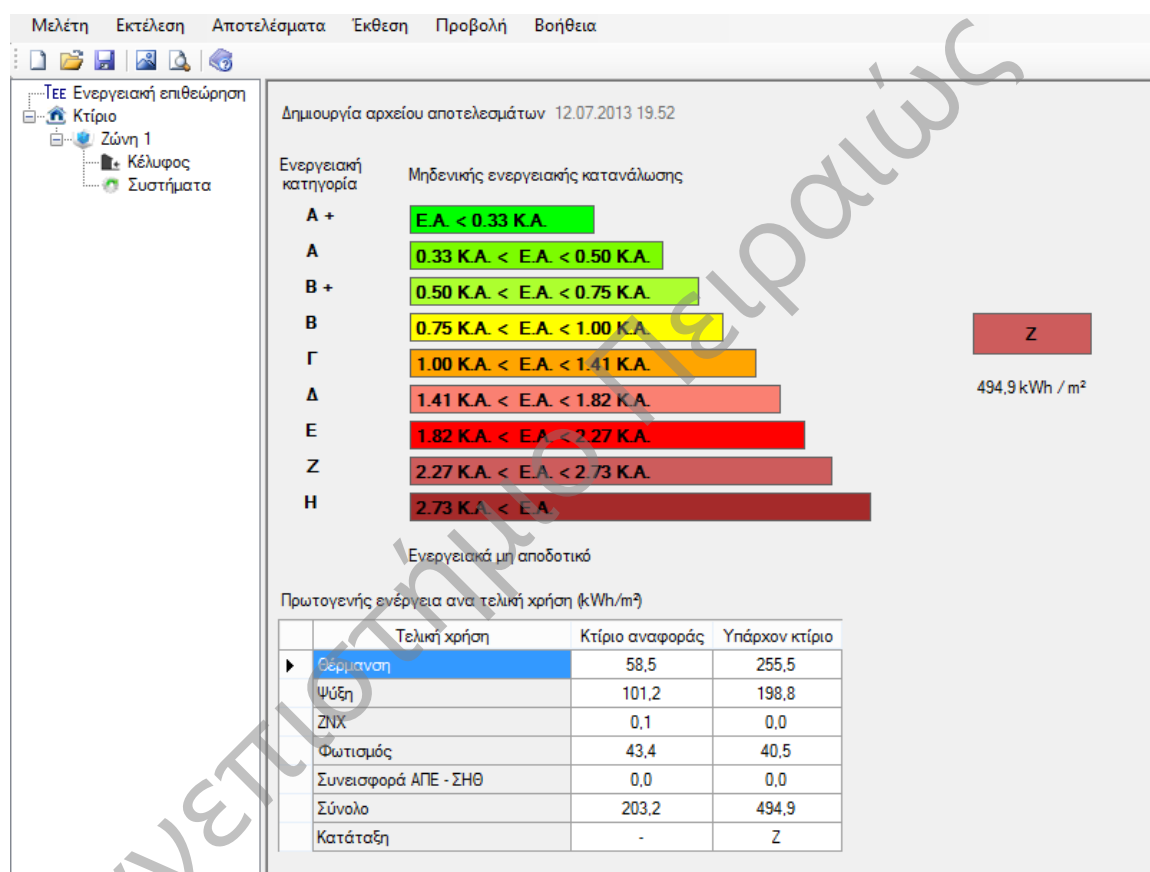 Μελέτη Εκτέλεση Αποτελέσματα Έκθεση Προβολή Βοήθεια
ΤΕΕ Ενεργειακή επιθεώρηση
Κτίριο
Ζώνη 1
Κέλυφος
Συστήματα
Δημιουργία αρχείου αποτελεσμάτων 12.07.2013 19.52
Ενεργειακή κατηγορία
Μηδενικής ενεργειακής κατανάλωσης
Α + Ε.Α. < 0.33 Κ.Α.
Α 0.33 Κ.Α. < Ε.Α. < 0.50 Κ.Α.
Β + 0.50 Κ.Α. < Ε.Α. < 0.75 Κ.Α.
Β 0.75 Κ.Α. < Ε.Α. < 1.00 Κ.Α.
Γ 1.00 Κ.Α. < Ε.Α. < 1.41 Κ.Α.
Δ 1.41 Κ.Α. < Ε.Α. < 1.82 Κ.Α.
Ε 1.82 Κ.Α. < Ε.Α. < 2.27 Κ.Α.
Ζ 2.27 Κ.Α. < Ε.Α. < 2.73 Κ.Α.
Η 2.73 Κ.Α. < Ε.Α.
Ζ
494,9 kWh / m²
Ενεργειακά μη αποδοτικό
Πρωτογενής ενέργεια ανα τελική χρήση (kWh/m²)
Τελική χρήση Κτίριο αναφοράς Υπάρχον κτίριο
Θέρμανση 58,5 255,5
Ψύξη 101,2 198,8
ΖΝΧ 0,1 0,0
Φωτισμός 43,4 40,5
Συνεισφορά ΑΠΕ - ΣΗΘ 0,0 0,0
Σύνολο 203,2 494,9
Κατάταξη - Ζ
νεπιστήμιο Πειραιώς